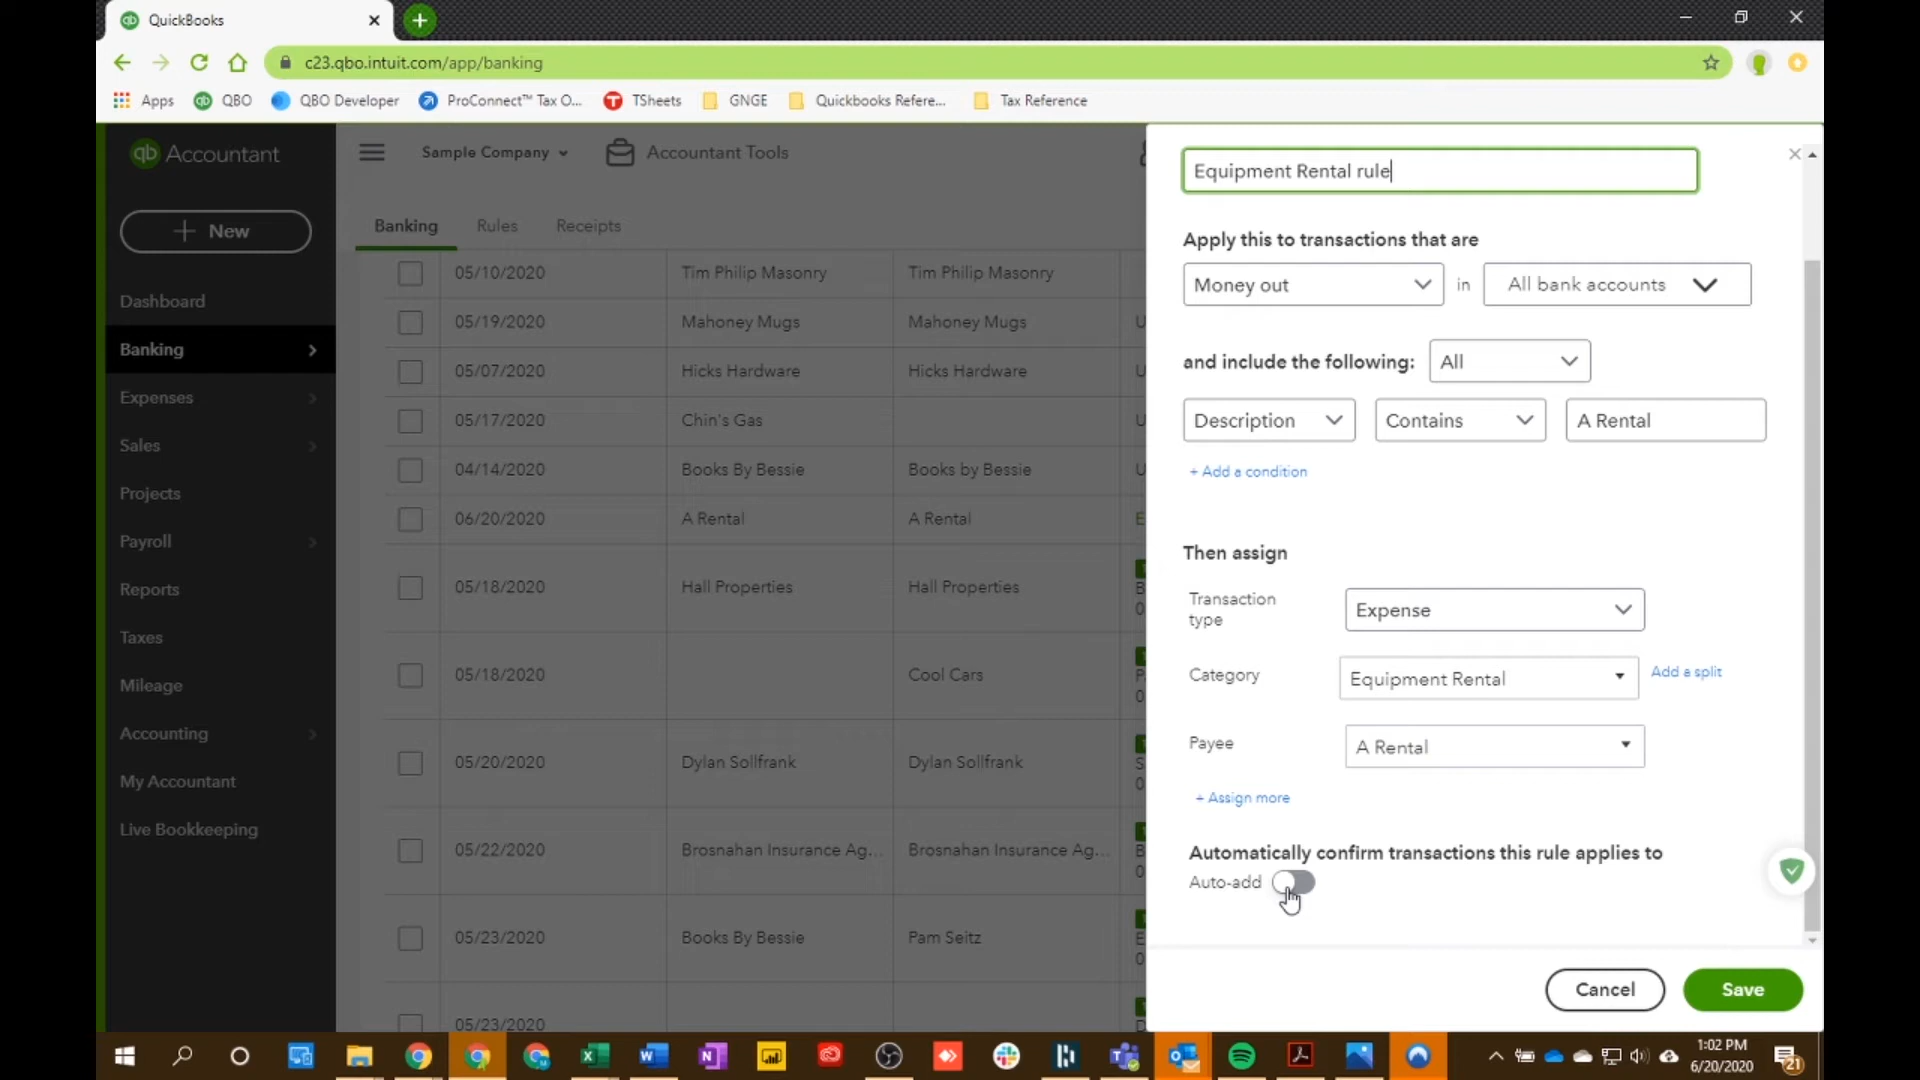 QuickBooks
c23.qbo.intuit.com/app/banking
Apps QBO QBO Developer ProConnect™ Tax O... TSheets GNGE Quickbooks Refere... Tax Reference
qb Accountant
Sample Company
Accountant Tools
New
Dashboard
Banking
Expenses
Sales
Projects
Payroll
Reports
Taxes
Mileage
Accounting
My Accountant
Live Bookkeeping
Banking Rules Receipts
05/10/2020 Tim Philip Masonry Tim Philip Masonry
05/19/2020 Mahoney Mugs Mahoney Mugs U
05/07/2020 Hicks Hardware Hicks Hardware U
05/17/2020 Chin's Gas U
04/14/2020 Books By Bessie Books by Bessie U
06/20/2020 A Rental A Rental E
05/18/2020 Hall Properties Hall Properties
05/18/2020 Cool Cars
05/20/2020 Dylan Sollfrank Dylan Sollfrank
05/22/2020 Brosnahan Insurance Ag... Brosnahan Insurance Ag...
05/23/2020 Books By Bessie Pam Seitz
05/23/2020
Equipment Rental rule
Apply this to transactions that are
Money out in All bank accounts
and include the following: All
Description Contains A Rental
+ Add a condition
Then assign
Transaction
type
Expense
Category Equipment Rental Add a split
Payee A Rental
+ Assign more
Automatically confirm transactions this rule applies to
Auto-add
Cancel Save
1:02 PM
6/20/2020
21